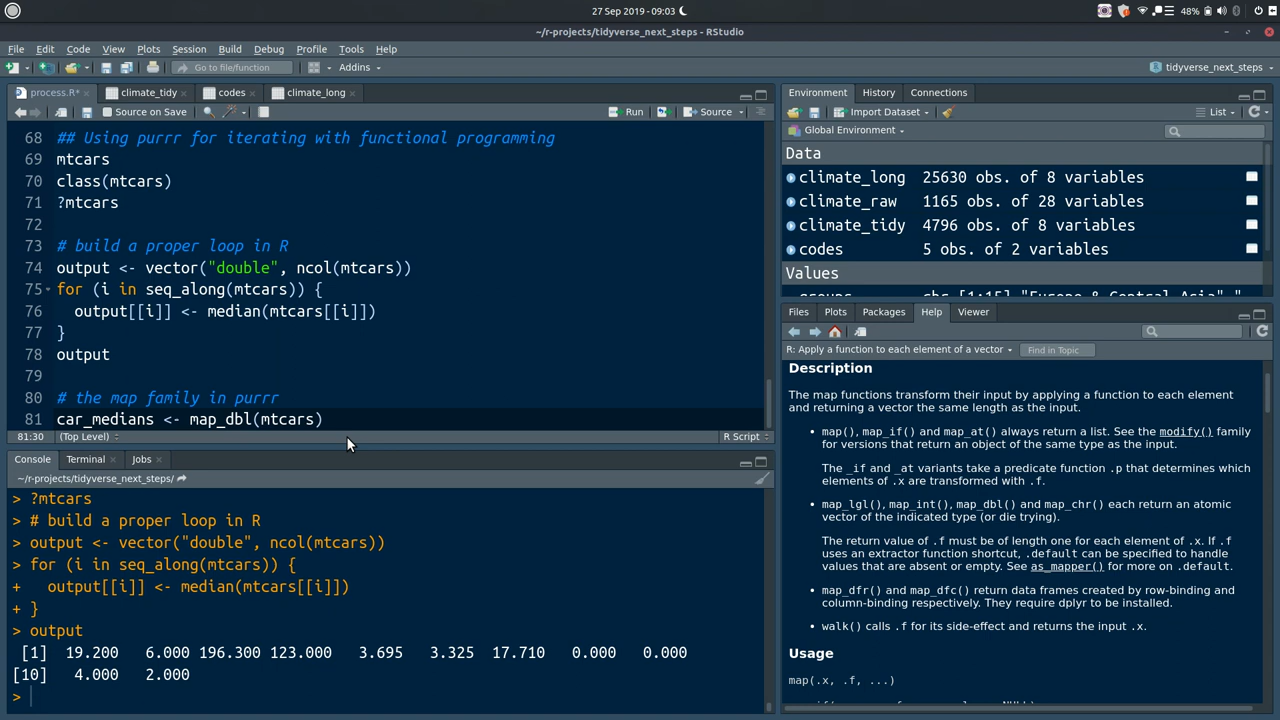 27 Sep 2019 - 09:03
48%
~/r-projects/tidyverse_next_steps - RStudio
File Edit Code View Plots Session Build Debug Profile Tools Help
Go to file/function
Addins
tidyverse_next_steps
process.R* climate_tidy codes climate_long
Source on Save
Run
Source
68 ## Using purrr for iterating with functional programming
69 mtcars
70 class(mtcars)
71 ?mtcars
72
73 # build a proper loop in R
74 output <- vector("double", ncol(mtcars))
75 for (i in seq_along(mtcars)) {
76 output[[i]] <- median(mtcars[[i]])
77 }
78 output
79
80 # the map family in purrr
81 car_medians <- map_dbl(mtcars)
81:30 (Top Level) R Script
Console Terminal Jobs
~/r-projects/tidyverse_next_steps/
> ?mtcars
> # build a proper loop in R
> output <- vector("double", ncol(mtcars))
> for (i in seq_along(mtcars)) {
+ output[[i]] <- median(mtcars[[i]])
+ }
> output
[1] 19.200 6.000 196.300 123.000 3.695 3.325 17.710 0.000 0.000
[10] 4.000 2.000
>
Environment History Connections
Import Dataset
List
Global Environment
Data
climate_long 25630 obs. of 8 variables
climate_raw 1165 obs. of 28 variables
climate_tidy 4796 obs. of 8 variables
codes 5 obs. of 2 variables
Values
groups chr [1:15] "Europe & Central Asia" "
Files Plots Packages Help Viewer
R: Apply a function to each element of a vector
Find in Topic
Description
The map functions transform their input by applying a function to each element
and returning a vector the same length as the input.
• map(), map_if() and map_at() always return a list. See the modify() family
for versions that return an object of the same type as the input.
The _if and _at variants take a predicate function .p that determines which
elements of .x are transformed with .f.
• map_lgl(), map_int(), map_dbl() and map_chr() each return an atomic
vector of the indicated type (or die trying).
The return value of .f must be of length one for each element of .x. If .f
uses an extractor function shortcut, .default can be specified to handle
values that are absent or empty. See as_mapper() for more on .default.
• map_dfr() and map_dfc() return data frames created by row-binding and
column-binding respectively. They require dplyr to be installed.
• walk() calls .f for its side-effect and returns the input .x.
Usage
map(.x, .f, ...)